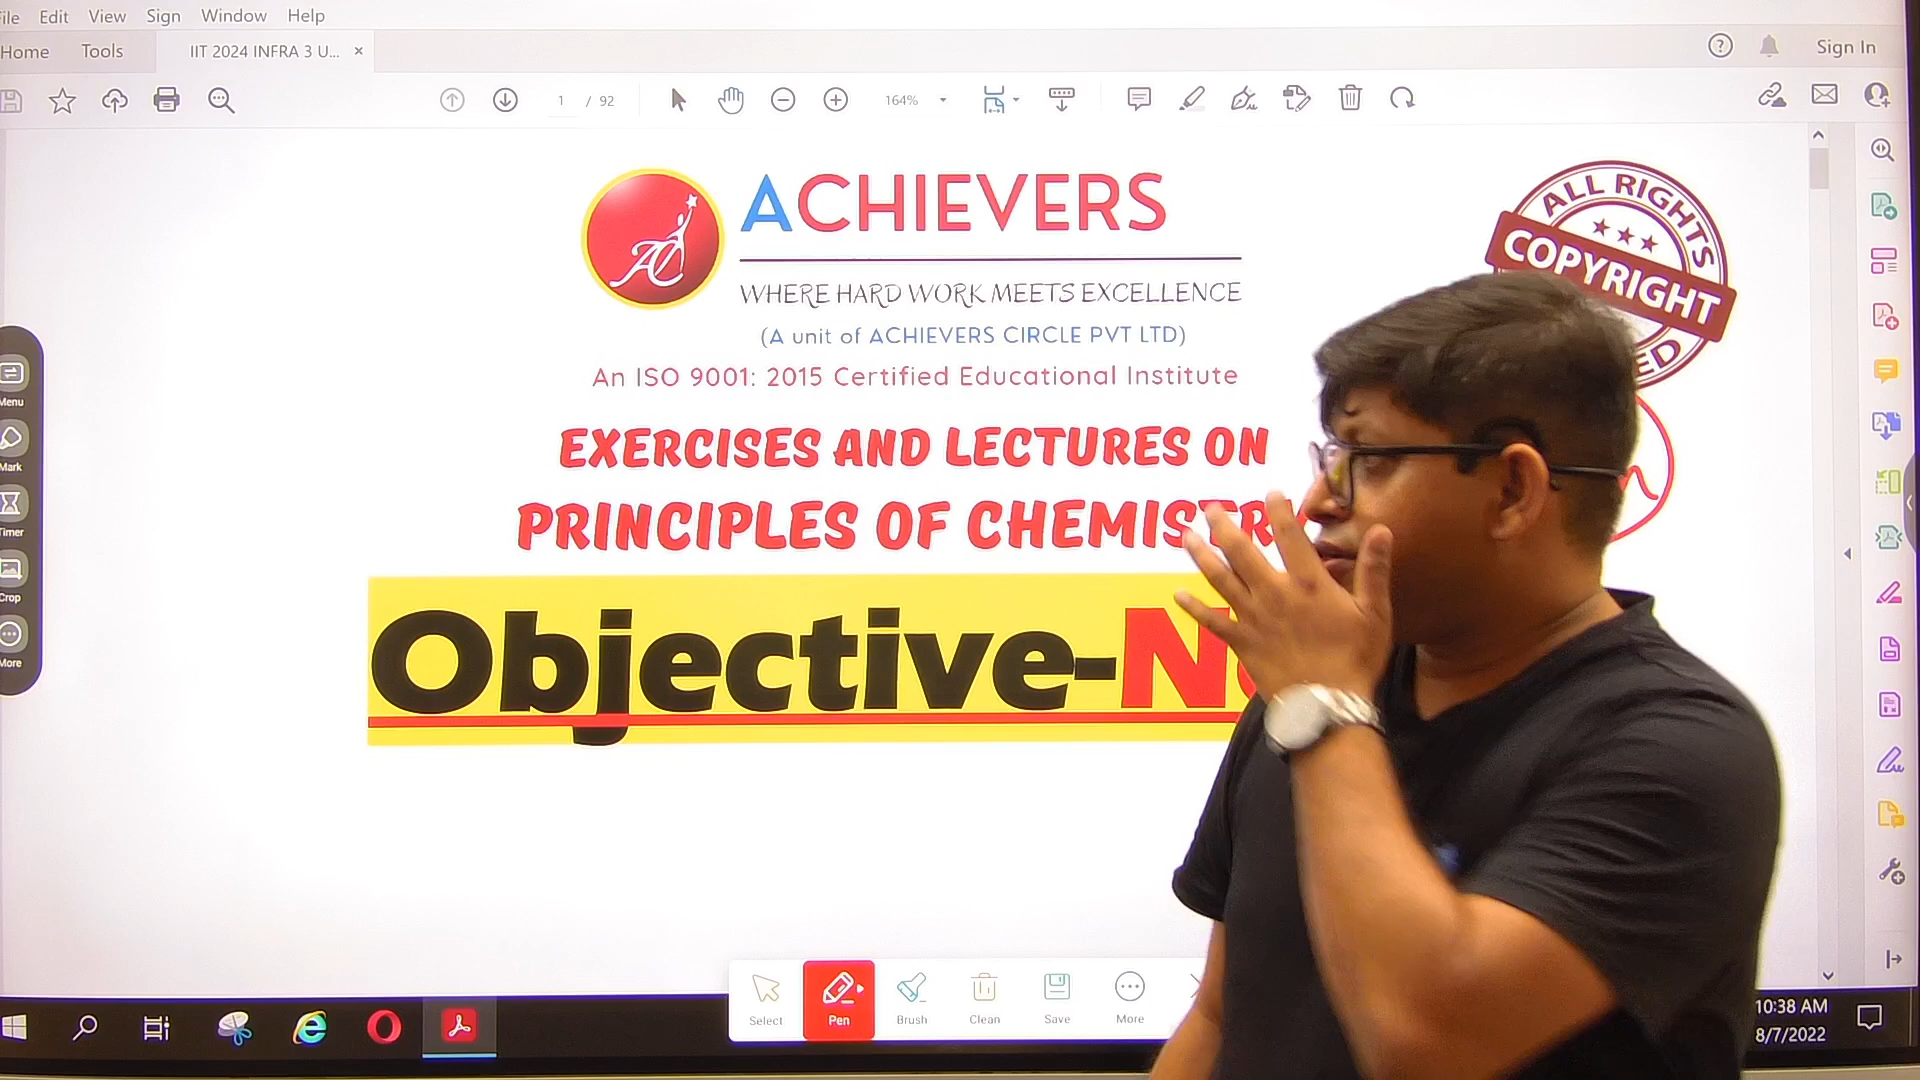 File Edit View Sign Window Help
Home Tools IIT 2024 INFRA 3 U... × Sign In
1 / 92 164%
ACHIEVERS
WHERE HARD WORK MEETS EXCELLENCE
(A unit of ACHIEVERS CIRCLE PVT LTD)
An ISO 9001: 2015 Certified Educational Institute
ALL RIGHTS
COPYRIGHT
ED
EXERCISES AND LECTURES ON
PRINCIPLES OF CHEMISTRY
Objective-N
Menu
Mark
Timer
Crop
More
Select Pen Brush Clean Save More
10:38 AM
8/7/2022